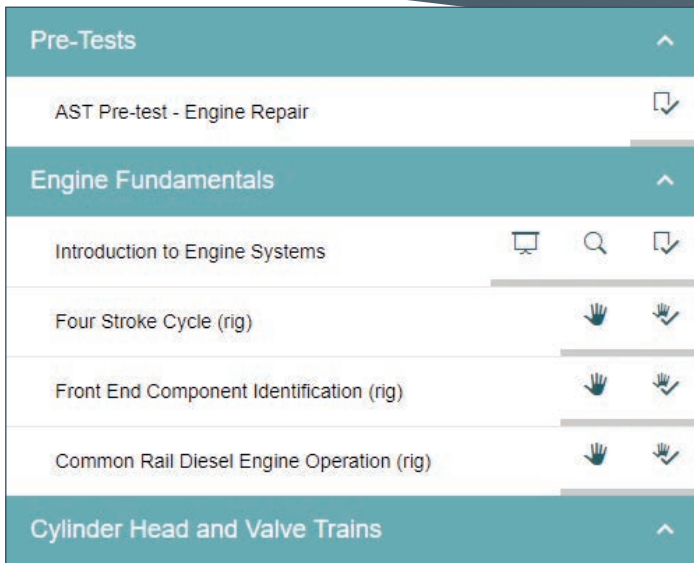 Pre-Tests
AST Pre-test - Engine Repair
Engine Fundamentals
Introduction to Engine Systems
Four Stroke Cycle (rig)
Front End Component Identification (rig)
Common Rail Diesel Engine Operation (rig)
Cylinder Head and Valve Trains